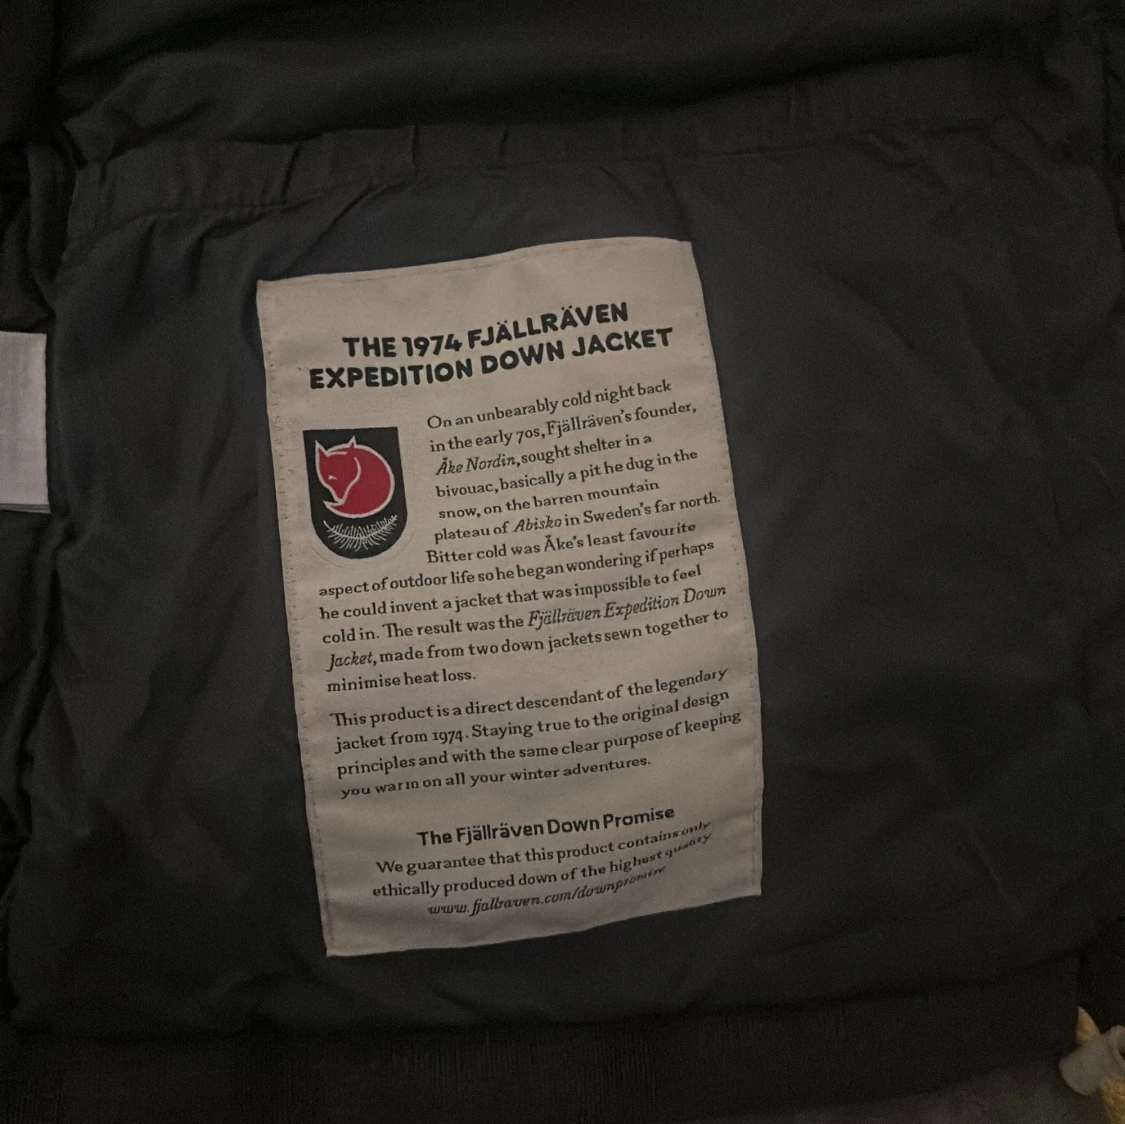 THE 1974 FJÄLLRÄVEN
EXPEDITION DOWN JACKET
On an unbearably cold night back
in the early 70s, Fjällräven's founder,
Åke Nordin, sought shelter in a
bivouac, basically a pit he dug in the
snow, on the barren mountain
plateau of Abisko in Sweden's far north.
Bitter cold was Åke's least favourite
aspect of outdoor life so he began wondering if perhaps
he could invent a jacket that was impossible to feel
cold in. The result was the Fjällräven Expedition Down
Jacket, made from two down jackets sewn together to
minimise heat loss.
This product is a direct descendant of the legendary
jacket from 1974. Staying true to the original design
principles and with the same clear purpose of keeping
you warm on all your winter adventures.
The Fjällräven Down Promise
We guarantee that this product contains only
ethically produced down of the highest quality
www.fjallraven.com/downpromise